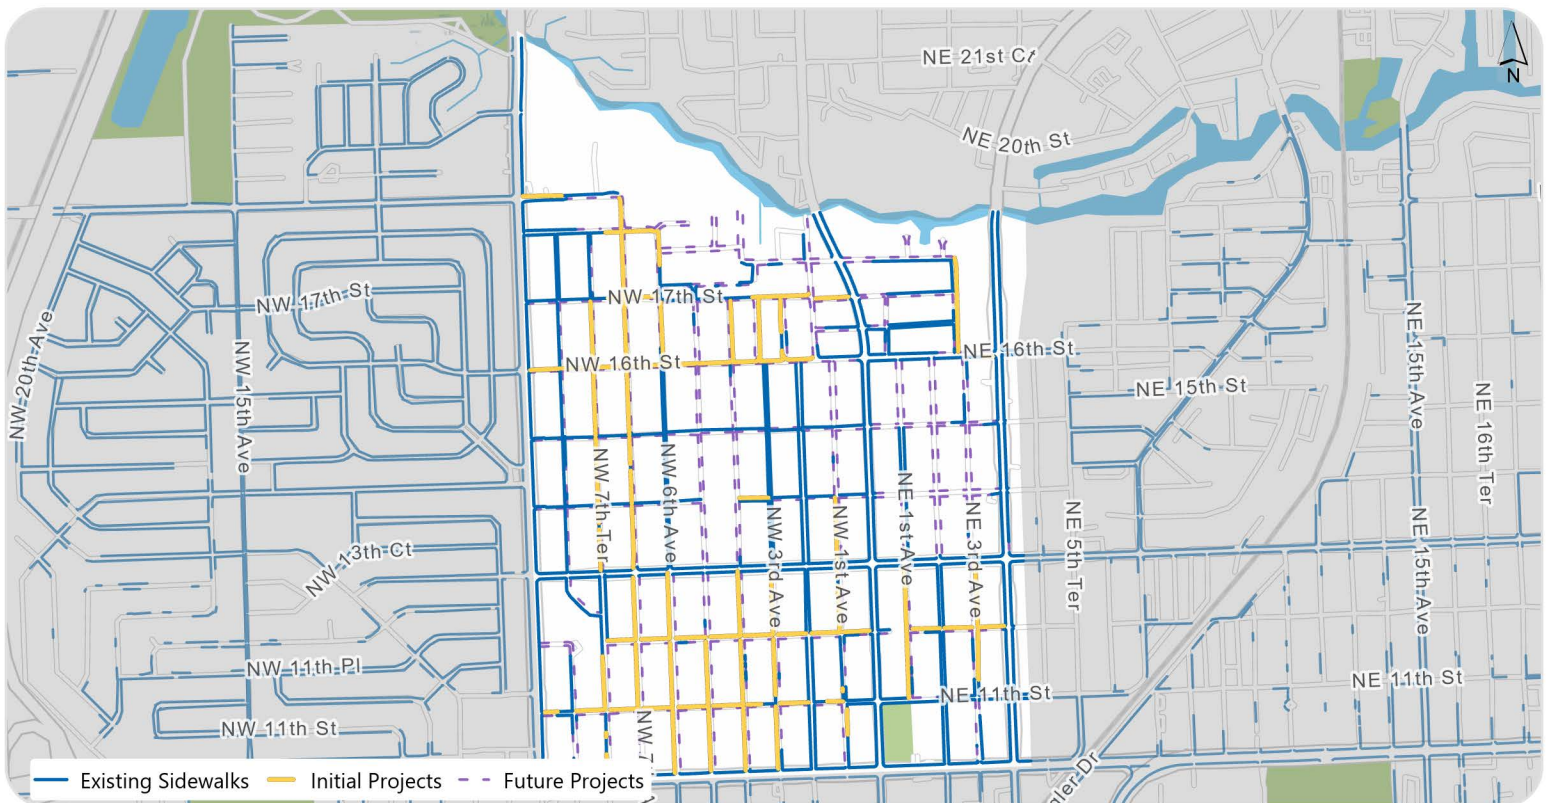 NE 21st Ct
N
NE 20th St
NW 17th St
NW 17th St
NW 20th Ave
NW 15th Ave
NW 16th St
NE 16th St
NE 15th St
NE 15th Ave
NE 16th Ter
NW 7th Ter
NW 6th Ave
NW 3rd Ave
NW 1st Ave
NE 1st Ave
NE 3rd Ave
NE 5th Ter
NE 15th Ave
NW 13th Ct
NW 11th Pl
NE 11th St
NE 11th St
NW 11th St
NW 7
gler Dr
Existing Sidewalks
Initial Projects
Future Projects